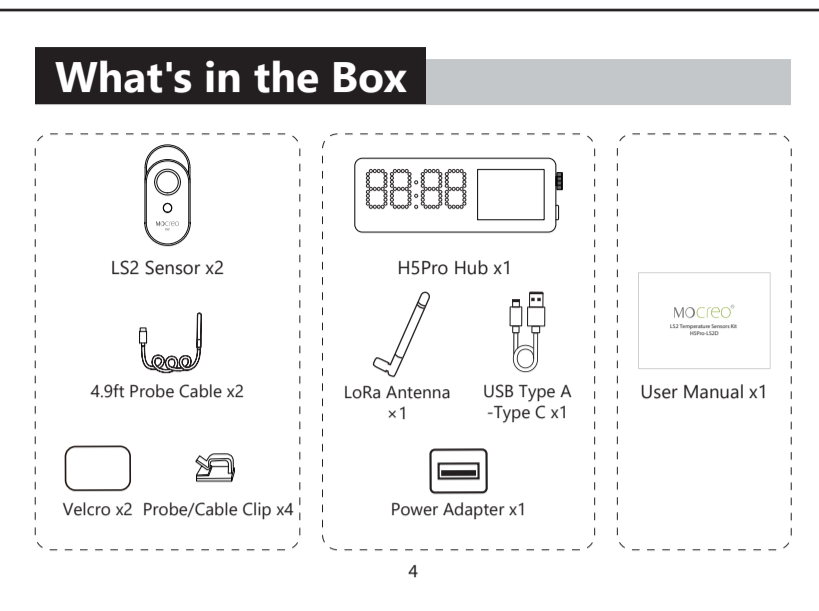 What's in the Box
MOCREO
LS2 Sensor x2
4.9ft Probe Cable x2
Velcro x2 Probe/Cable Clip x4
88:88
H5Pro Hub x1
LoRa Antenna
×1
USB Type A
-Type C x1
Power Adapter x1
MOCREO®
LS2 Temperature Sensors Kit
H5Pro-LS2D
User Manual x1
4